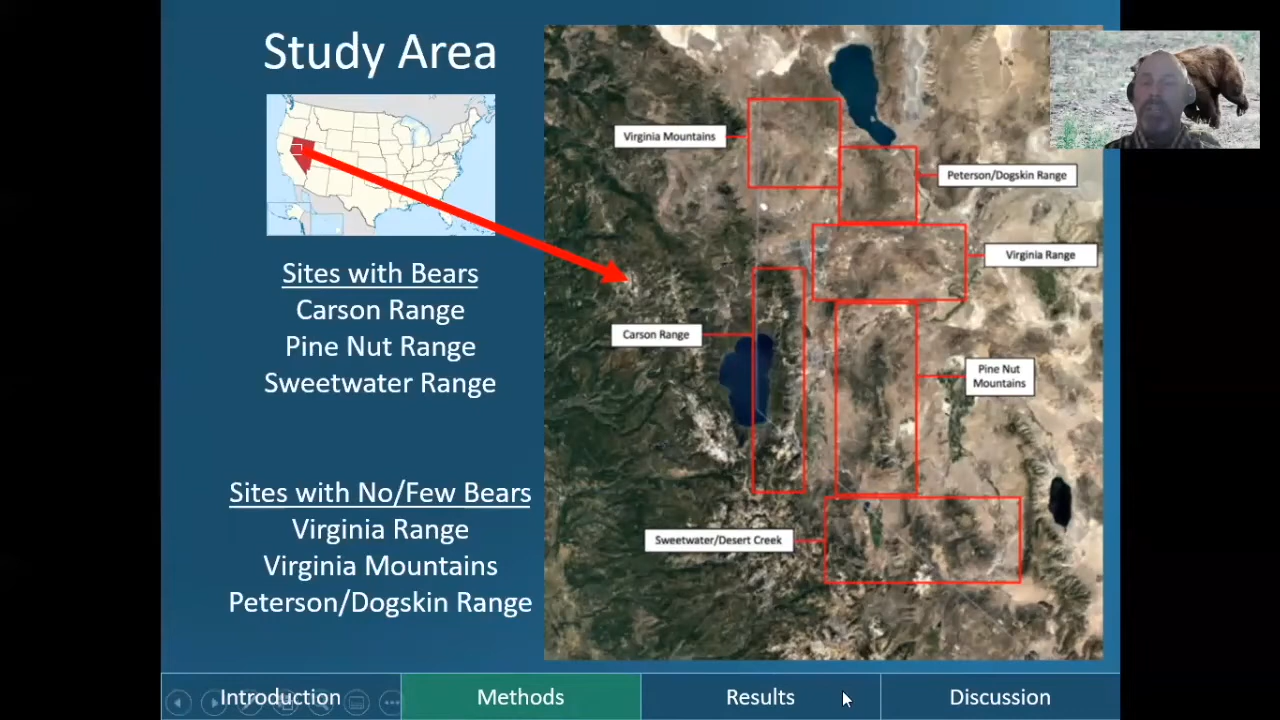 Study Area
Sites with Bears
Carson Range
Pine Nut Range
Sweetwater Range
Sites with No/Few Bears
Virginia Range
Virginia Mountains
Peterson/Dogskin Range
Virginia Mountains
Peterson/Dogskin Range
Virginia Range
Carson Range
Pine Nut
Mountains
Sweetwater/Desert Creek
Introduction
Methods
Results
Discussion